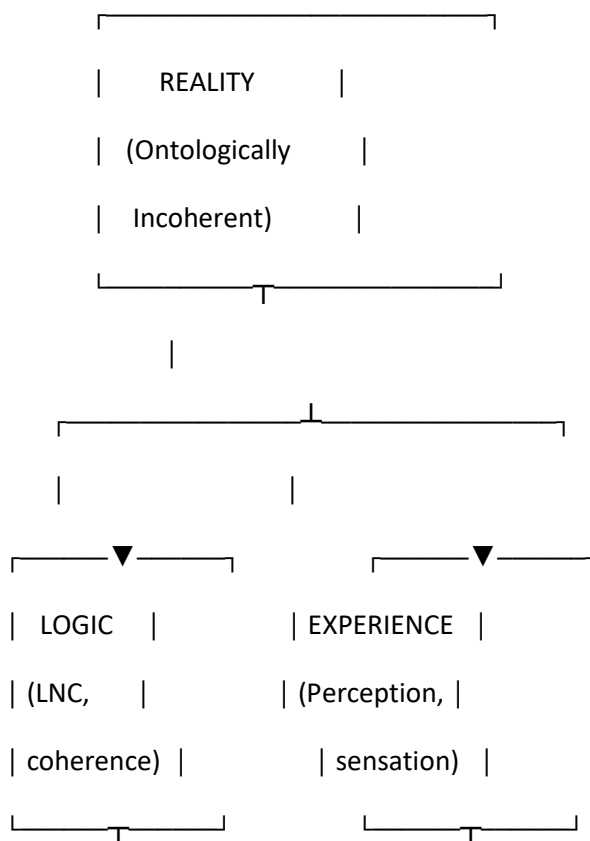 REALITY
(Ontologically
Incoherent)
LOGIC EXPERIENCE
(LNC, (Perception,
coherence) sensation)